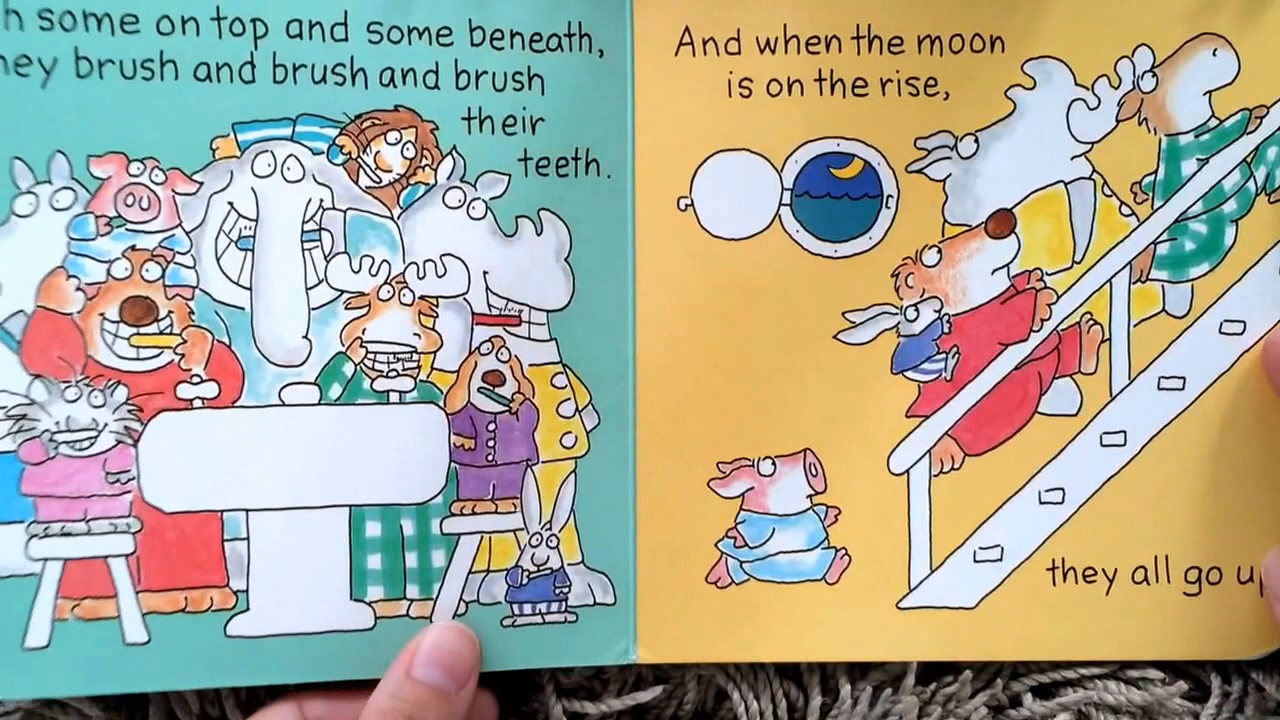 some on top and some beneath,
brush and brush and brush
their
teeth.
And when the moon
is on the rise,
they all go